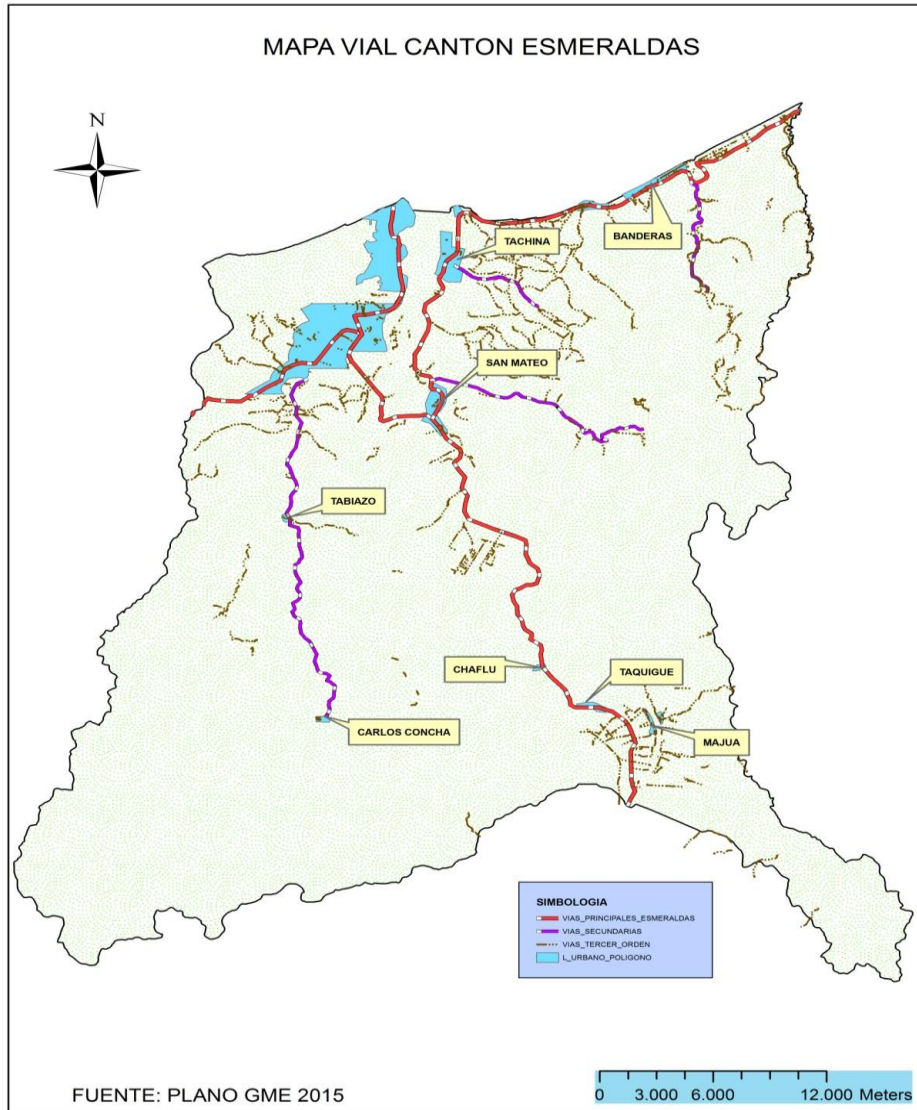 MAPA VIAL CANTON ESMERALDAS
N
BANDERAS
TACHINA
SAN MATEO
TABIAZO
CHAFLU
TAQUIGUE
CARLOS CONCHA
MAJUA
SIMBOLOGIA
VIAS_PRINCIPALES_ESMERALDAS
VIAS_SECUNDARIAS
VIAS_TERCER_ORDEN
L_URBANO_POLIGONO
FUENTE: PLANO GME 2015
0 3.000 6.000 12.000 Meters